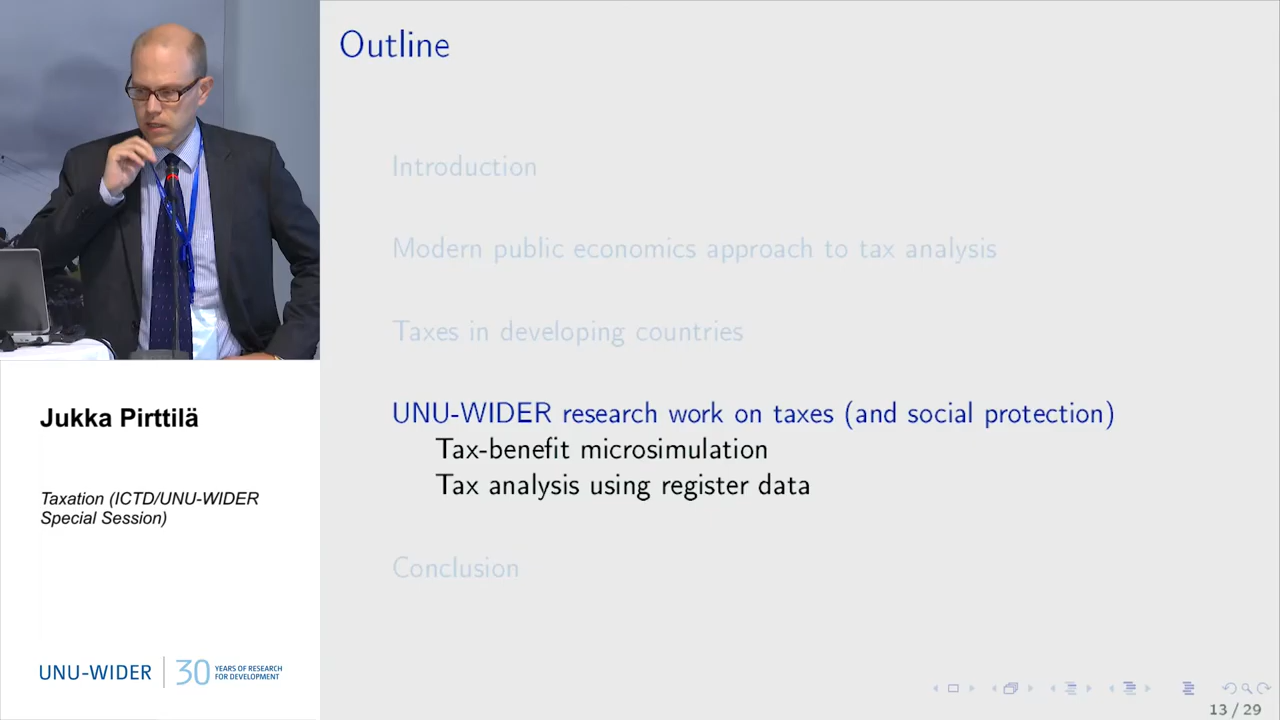 Outline
Introduction
Modern public economics approach to tax analysis
Taxes in developing countries
UNU-WIDER research work on taxes (and social protection)
Tax-benefit microsimulation
Tax analysis using register data
Conclusion
13 / 29
Jukka Pirttilä
Taxation (ICTD/UNU-WIDER
Special Session)
UNU-WIDER
30 YEARS OF RESEARCH
FOR DEVELOPMENT